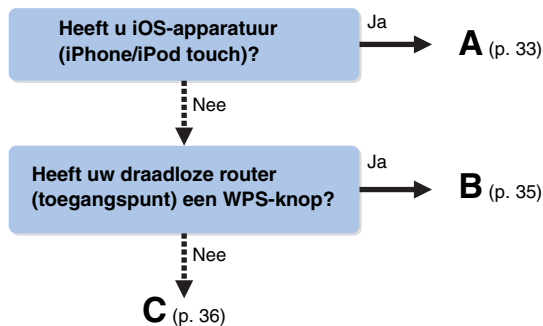 Heeft u iOS-apparatuur
(iPhone/iPod touch)?
Ja
A (p. 33)
Nee
Heeft uw draadloze router
(toegangspunt) een WPS-knop?
Ja
B (p. 35)
Nee
C (p. 36)